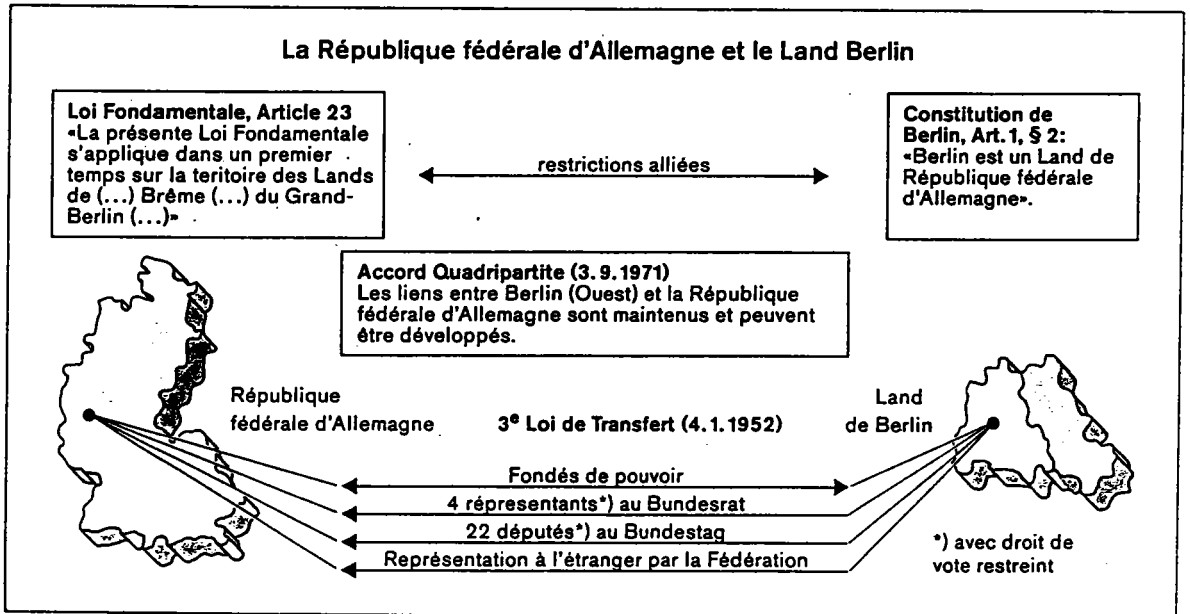 La République fédérale d'Allemagne et le Land Berlin
Loi Fondamentale, Article 23
«La présente Loi Fondamentale
s'applique dans un premier
temps sur la teritoire des Lands
de (...) Brême (...) du Grand-
Berlin (...)»
restrictions alliées
Constitution de
Berlin, Art. 1, § 2:
«Berlin est un Land de
République fédérale
d'Allemagne».
Accord Quadripartite (3.9.1971)
Les liens entre Berlin (Ouest) et la République
fédérale d'Allemagne sont maintenus et peuvent
être développés.
République
fédérale d'Allemagne
3e Loi de Transfert (4.1.1952)
Land
de Berlin
Fondés de pouvoir
4 réprésentants*) au Bundesrat
22 députés*) au Bundestag
Représentation à l'étranger par la Fédération
*) avec droit de
vote restreint